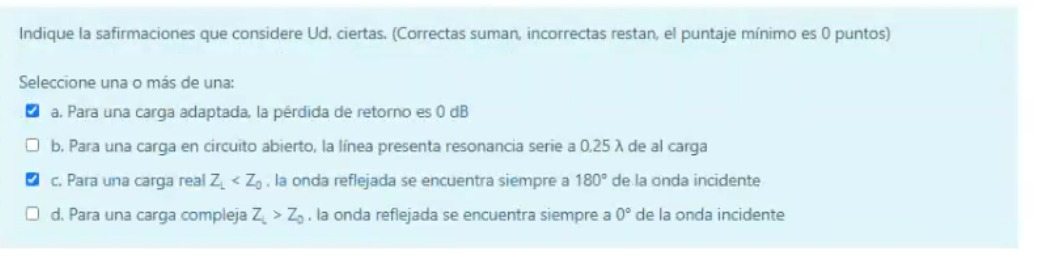 Indique la safirmaciones que considere Ud. ciertas. (Correctas suman, incorrectas restan, el puntaje mínimo es 0 puntos)
Seleccione una o más de una:
a. Para una carga adaptada, la pérdida de retorno es 0 dB
b. Para una carga en circuito abierto, la línea presenta resonancia serie a 0.25 λ de al carga
c. Para una carga real Z_L < Z_0 , la onda reflejada se encuentra siempre a 180° de la onda incidente
d. Para una carga compleja Z_L > Z_0 , la onda reflejada se encuentra siempre a 0° de la onda incidente